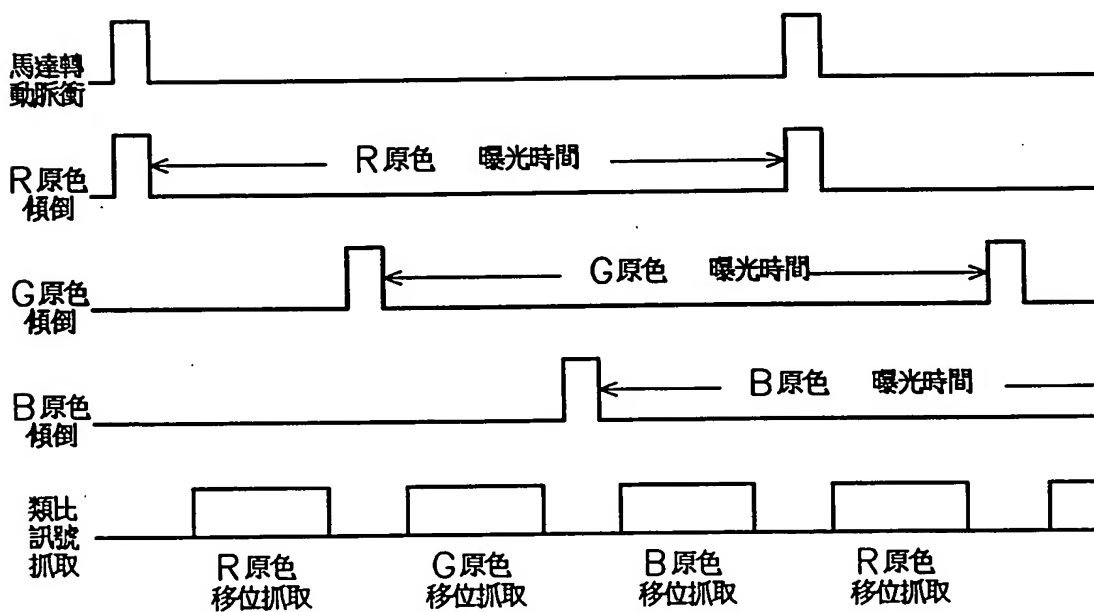 馬達轉
動脈衡
R原色
傾倒
R原色 曝光時間
G原色
傾倒
G原色 曝光時間
B原色
傾倒
B原色 曝光時間
類比
訊號
抓取
R原色
移位抓取
G原色
移位抓取
B原色
移位抓取
R原色
移位抓取